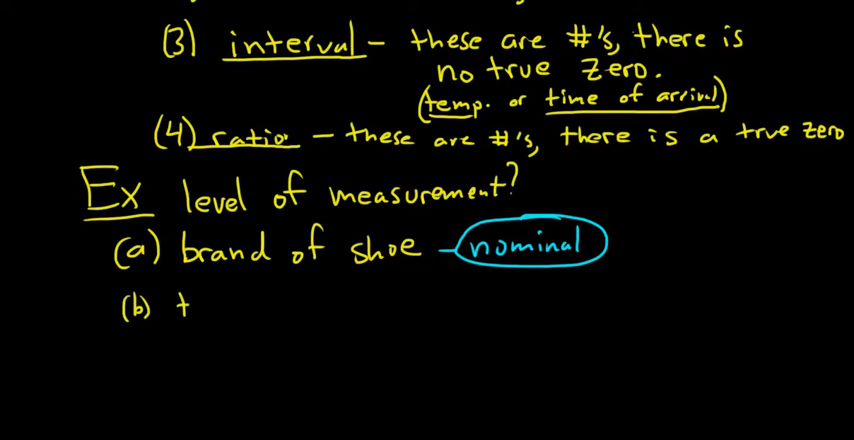 (3) interval - these are #'s, there is
no true zero.
(temp. or time of arrival)
(4) ratio - these are #'s, there is a true zero
Ex level of measurement?
(a) brand of shoe - nominal
(b) t